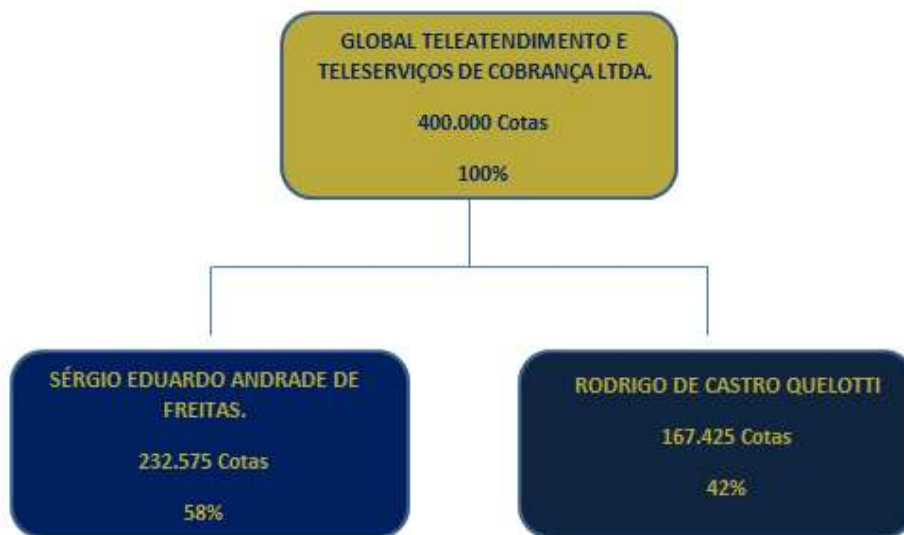 GLOBAL TELEATENDIMENTO E
TELESERVIÇOS DE COBRANÇA LTDA.
400.000 Cotas
100%
SÉRGIO EDUARDO ANDRADE DE
FREITAS.
232.575 Cotas
58%
RODRIGO DE CASTRO QUELOTTI
167.425 Cotas
42%